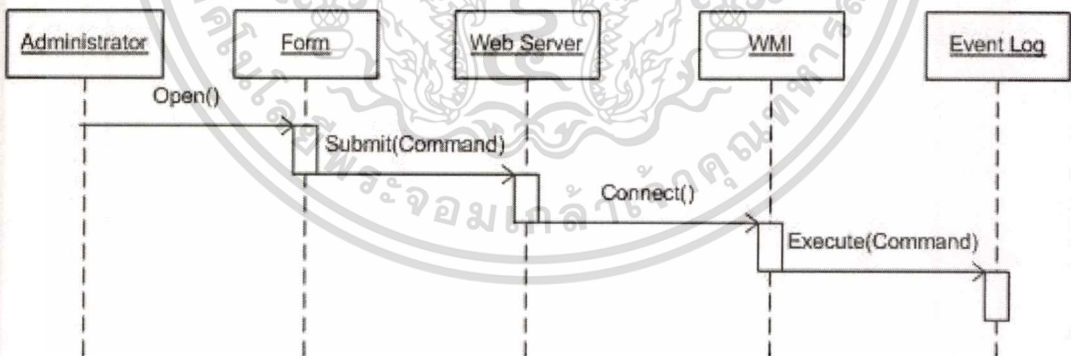 Administrator
Form
Web Server
WMI
Event Log
Open()
Submit(Command)
Connect()
Execute(Command)